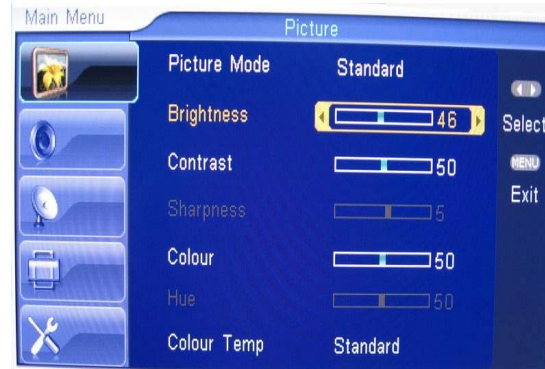 Main Menu
Picture
Picture Mode Standard
Brightness 46
Contrast 50
Sharpness 5
Colour 50
Hue 50
Colour Temp Standard
Select
MENU
Exit